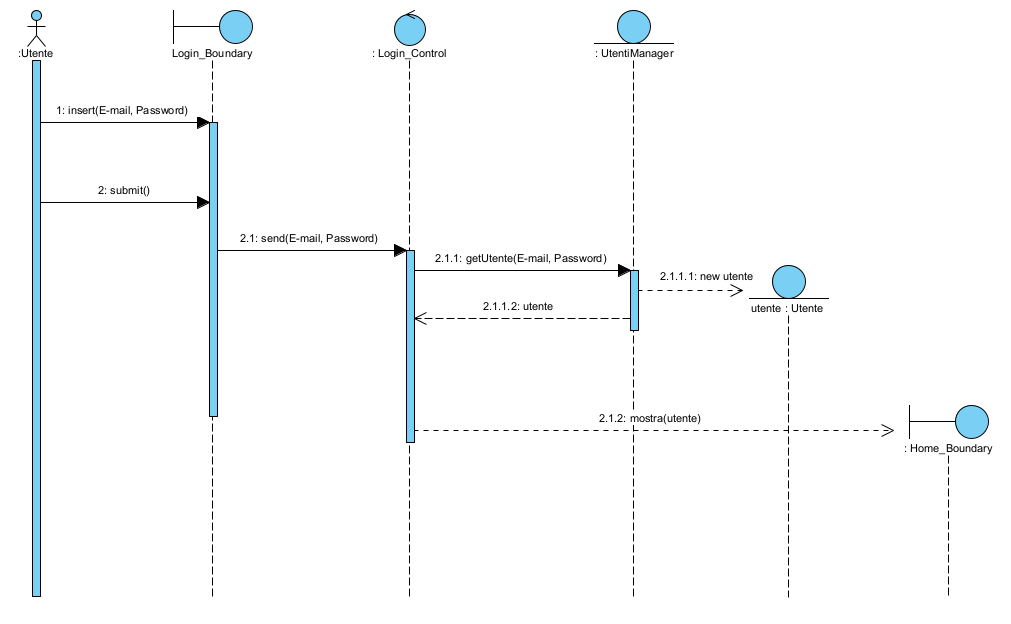 :Utente
Login_Boundary
: Login_Control
: UtentiManager
1: insert(E-mail, Password)
2: submit()
2.1: send(E-mail, Password)
2.1.1: getUtente(E-mail, Password)
2.1.1.1: new utente
utente : Utente
2.1.1.2: utente
2.1.2: mostra(utente)
: Home_Boundary